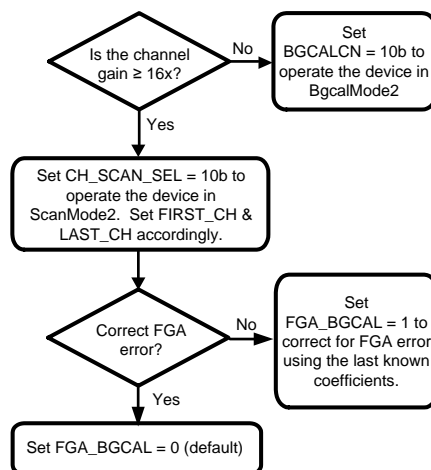 Is the channel
gain ≥ 16x?
No
Set
BGCALCN = 10b to
operate the device in
BgcalMode2
Yes
Set CH_SCAN_SEL = 10b to
operate the device in
ScanMode2. Set FIRST_CH &
LAST_CH accordingly.
Correct FGA
error?
No
Set
FGA_BGCAL = 1 to
correct for FGA error
using the last known
coefficients.
Yes
Set FGA_BGCAL = 0 (default)